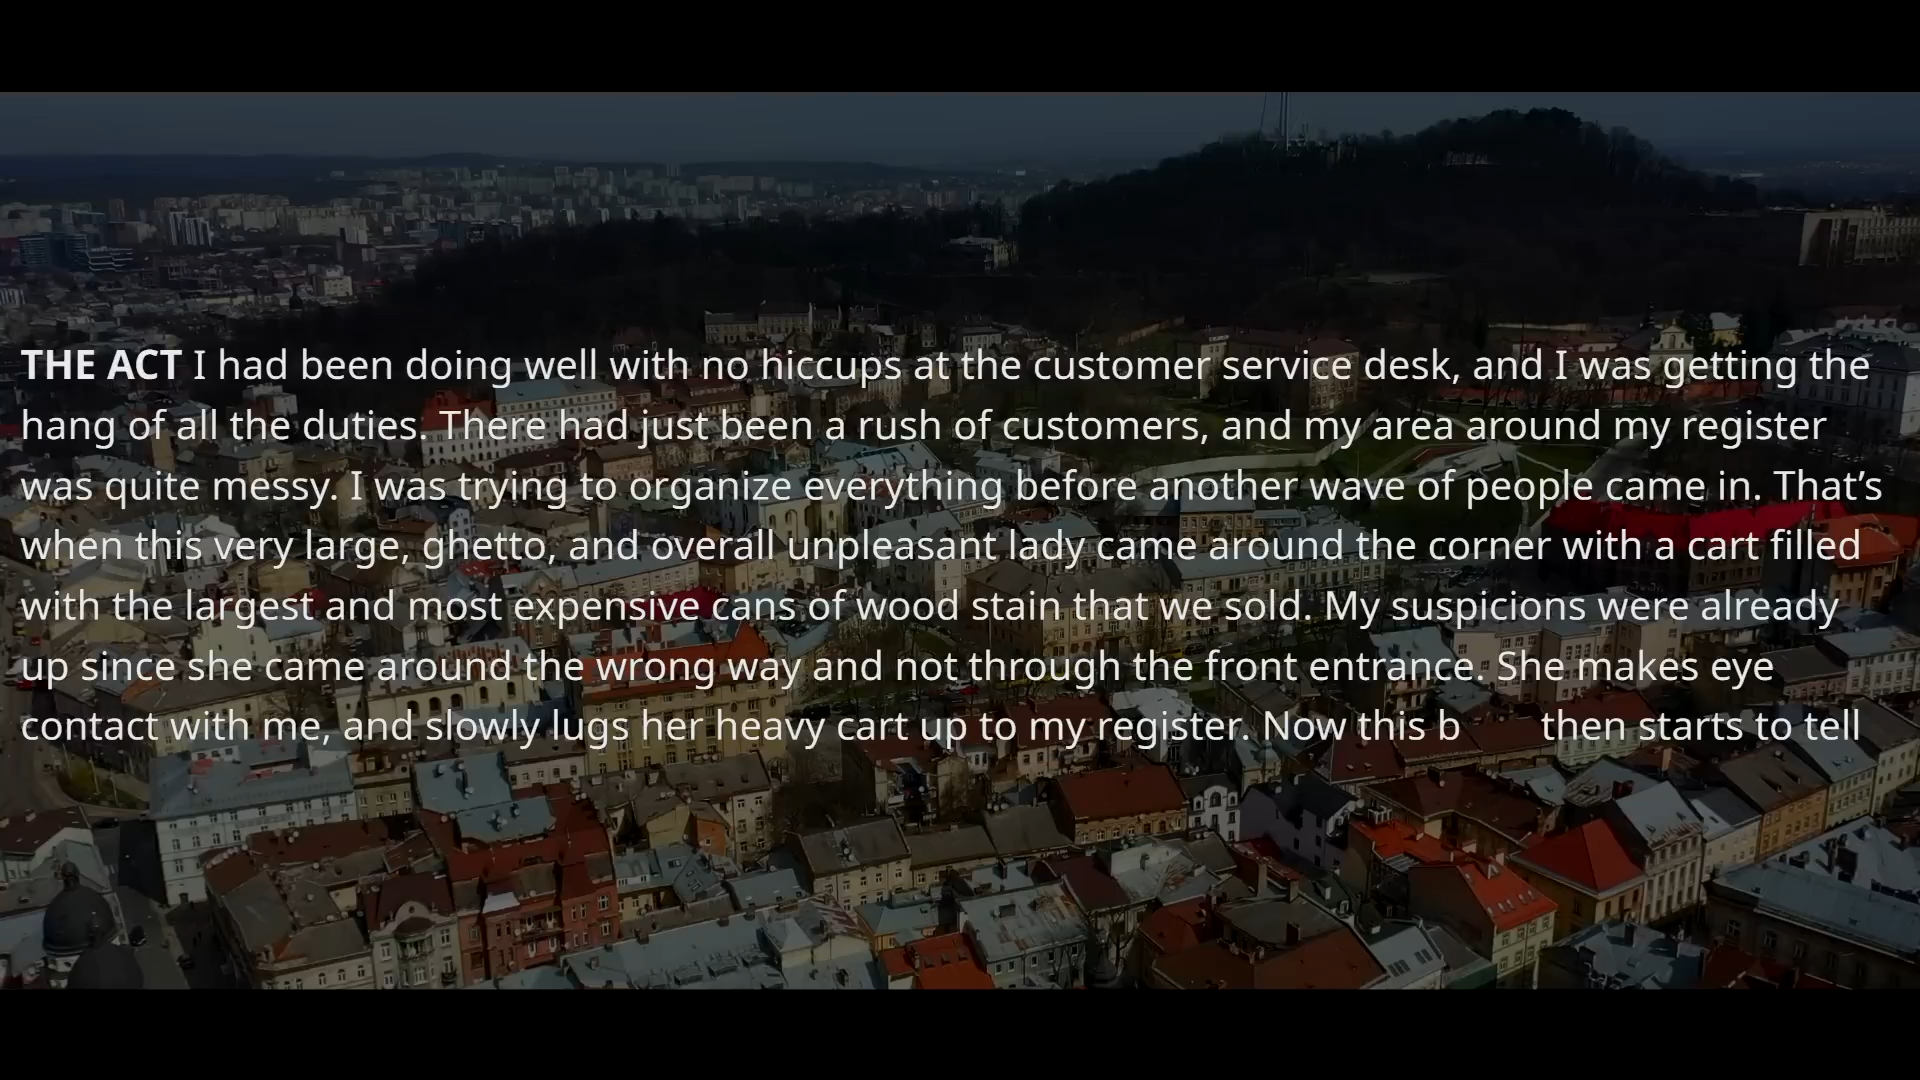 THE ACT I had been doing well with no hiccups at the customer service desk, and I was getting the
hang of all the duties. There had just been a rush of customers, and my area around my register
was quite messy. I was trying to organize everything before another wave of people came in. That’s
when this very large, ghetto, and overall unpleasant lady came around the corner with a cart filled
with the largest and most expensive cans of wood stain that we sold. My suspicions were already
up since she came around the wrong way and not through the front entrance. She makes eye
contact with me, and slowly lugs her heavy cart up to my register. Now this b then starts to tell